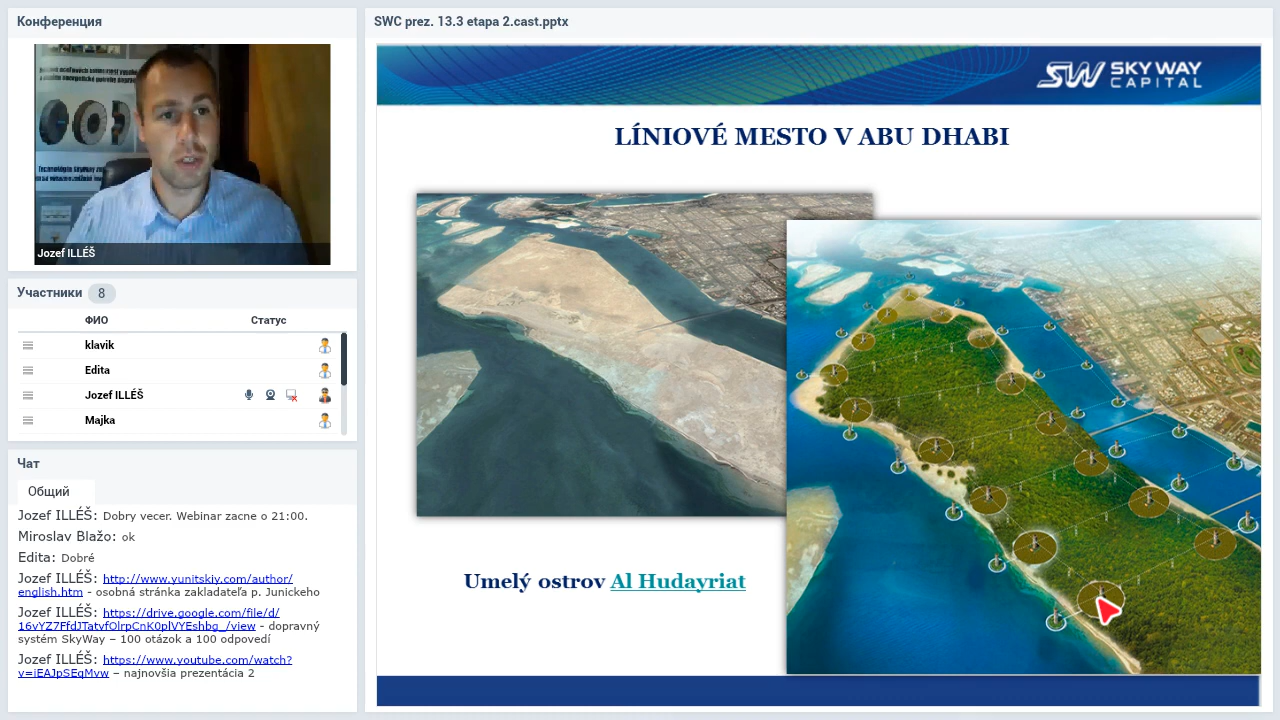 Конференция
Jozef ILLÉŠ
Участники 8
ФИО Статус
klavik
Edita
Jozef ILLÉŠ
Majka
Чат
Общий
Jozef ILLÉŠ: Dobry vecer. Webinar zacne o 21:00.
Miroslav Blažo: ok
Edita: Dobré
Jozef ILLÉŠ: http://www.yunitskiy.com/author/
english.htm - osobná stránka zakladateľa p. Junickeho
Jozef ILLÉŠ: https://drive.google.com/file/d/
16vYZ7FfdJTatvfOlrpCnK0plVYEshbg_/view - dopravný
systém SkyWay – 100 otázok a 100 odpovedí
Jozef ILLÉŠ: https://www.youtube.com/watch?
v=iEAJpSEqMvw – najnovšia prezentácia 2
SWC prez. 13.3 etapa 2.cast.pptx
SW SKY WAY
CAPITAL
LÍNIOVÉ MESTO V ABU DHABI
Umelý ostrov Al Hudayriat